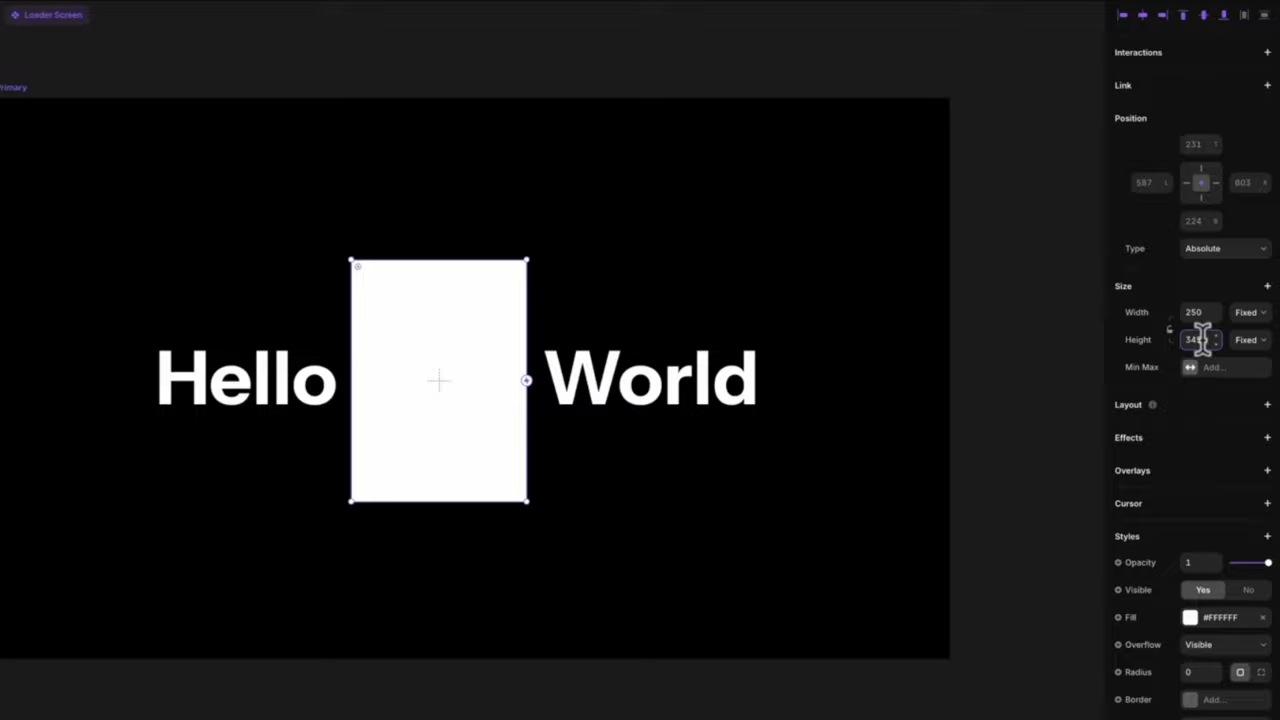 Loader Screen
Primary
Hello World
Interactions
Link
Position
231 T
587 L
603 R
224 B
Type Absolute
Size
Width 250 Fixed
Height Fixed
Min Max Add...
Layout
Effects
Overlays
Cursor
Styles
Opacity 1
Visible Yes No
Fill #FFFFFF
Overflow Visible
Radius 0
Border Add...